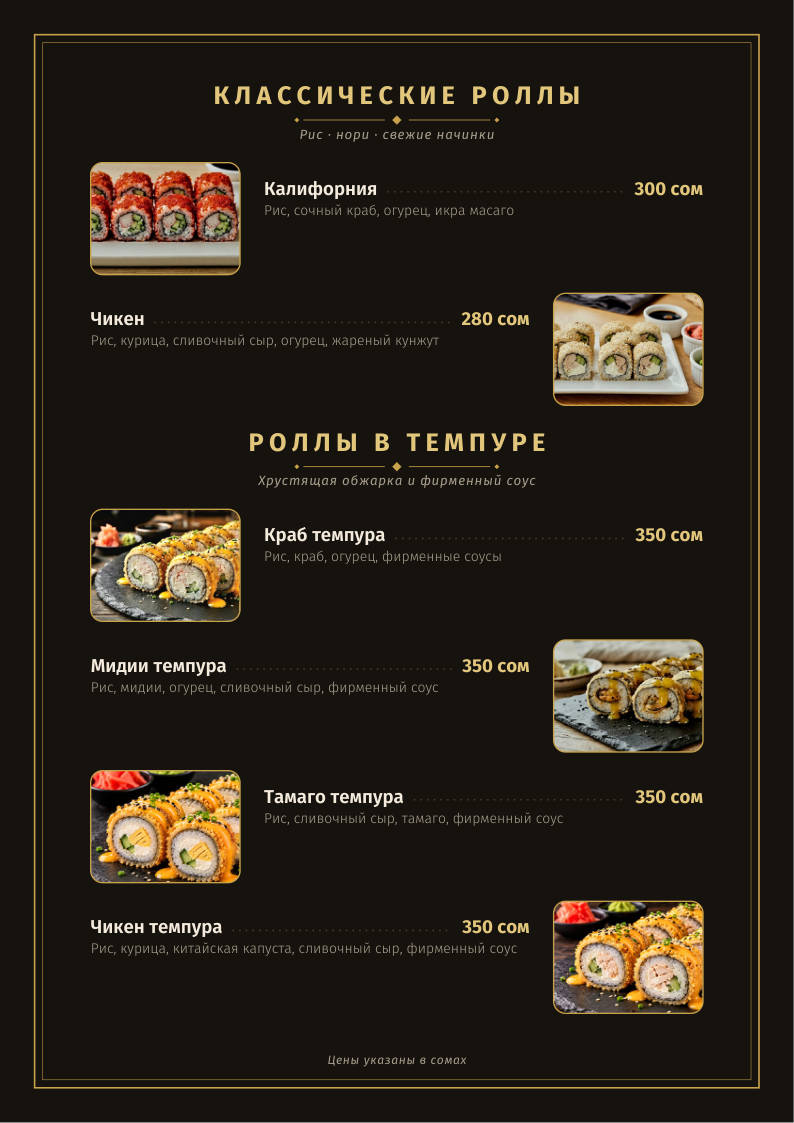 КЛАССИЧЕСКИЕ РОЛЛЫ
Рис · нори · свежие начинки
Калифорния 300 сом
Рис, сочный краб, огурец, икра масаго
Чикен 280 сом
Рис, курица, сливочный сыр, огурец, жареный кунжут
РОЛЛЫ В ТЕМПУРЕ
Хрустящая обжарка и фирменный соус
Краб темпура 350 сом
Рис, краб, огурец, фирменные соусы
Мидии темпура 350 сом
Рис, мидии, огурец, сливочный сыр, фирменный соус
Тамаго темпура 350 сом
Рис, сливочный сыр, тамаго, фирменный соус
Чикен темпура 350 сом
Рис, курица, китайская капуста, сливочный сыр, фирменный соус
Цены указаны в сомах